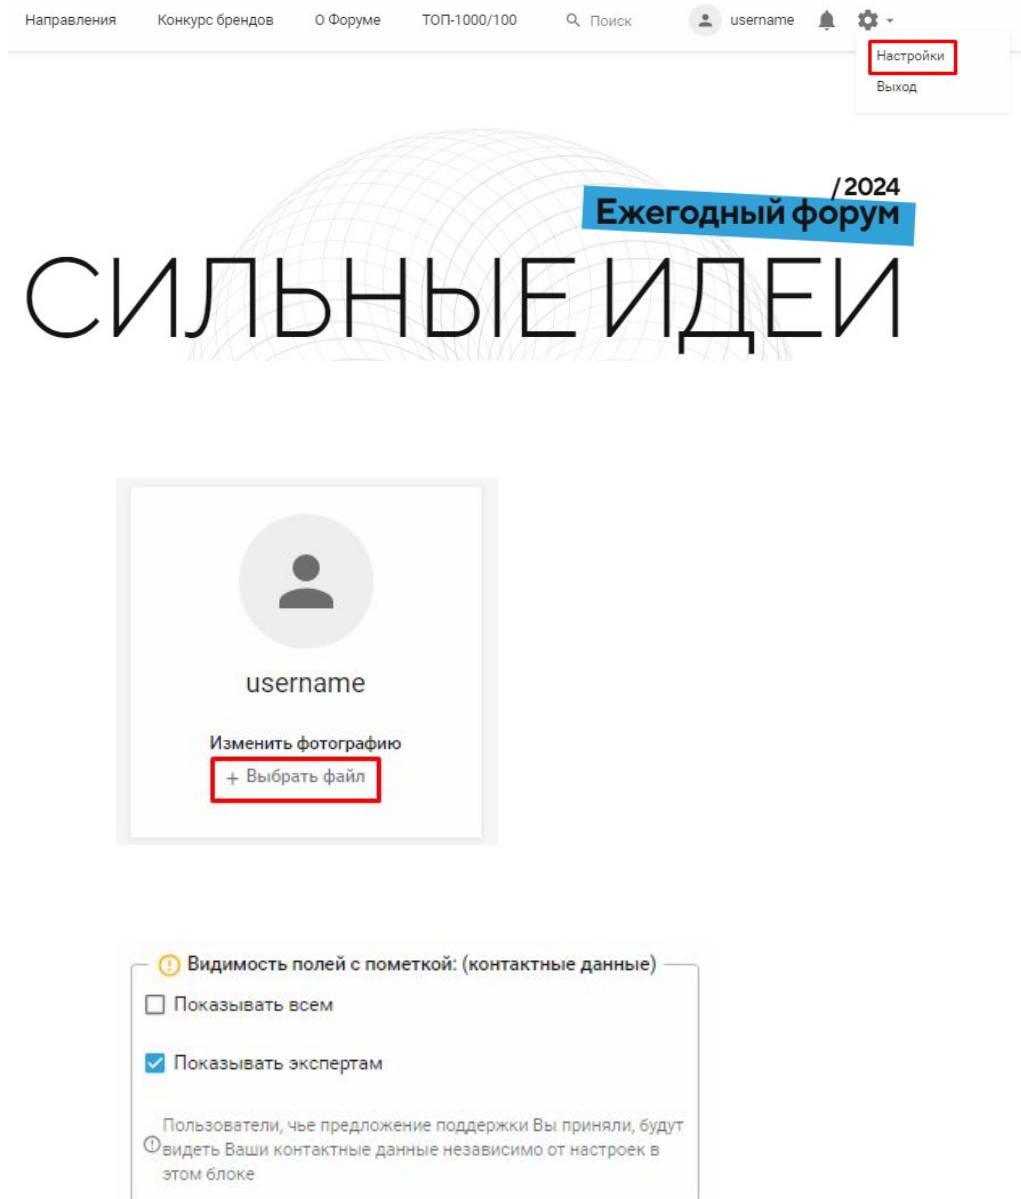 Направления Конкурс брендов О Форуме ТОП-1000/100 Поиск username
Настройки
Выход
/2024
Ежегодный форум
СИЛЬНЫЕ ИДЕИ
username
Изменить фотографию
+ Выбрать файл
Видимость полей с пометкой: (контактные данные)
Показывать всем
Показывать экспертам
Пользователи, чье предложение поддержки Вы приняли, будут
видеть Ваши контактные данные независимо от настроек в
этом блоке